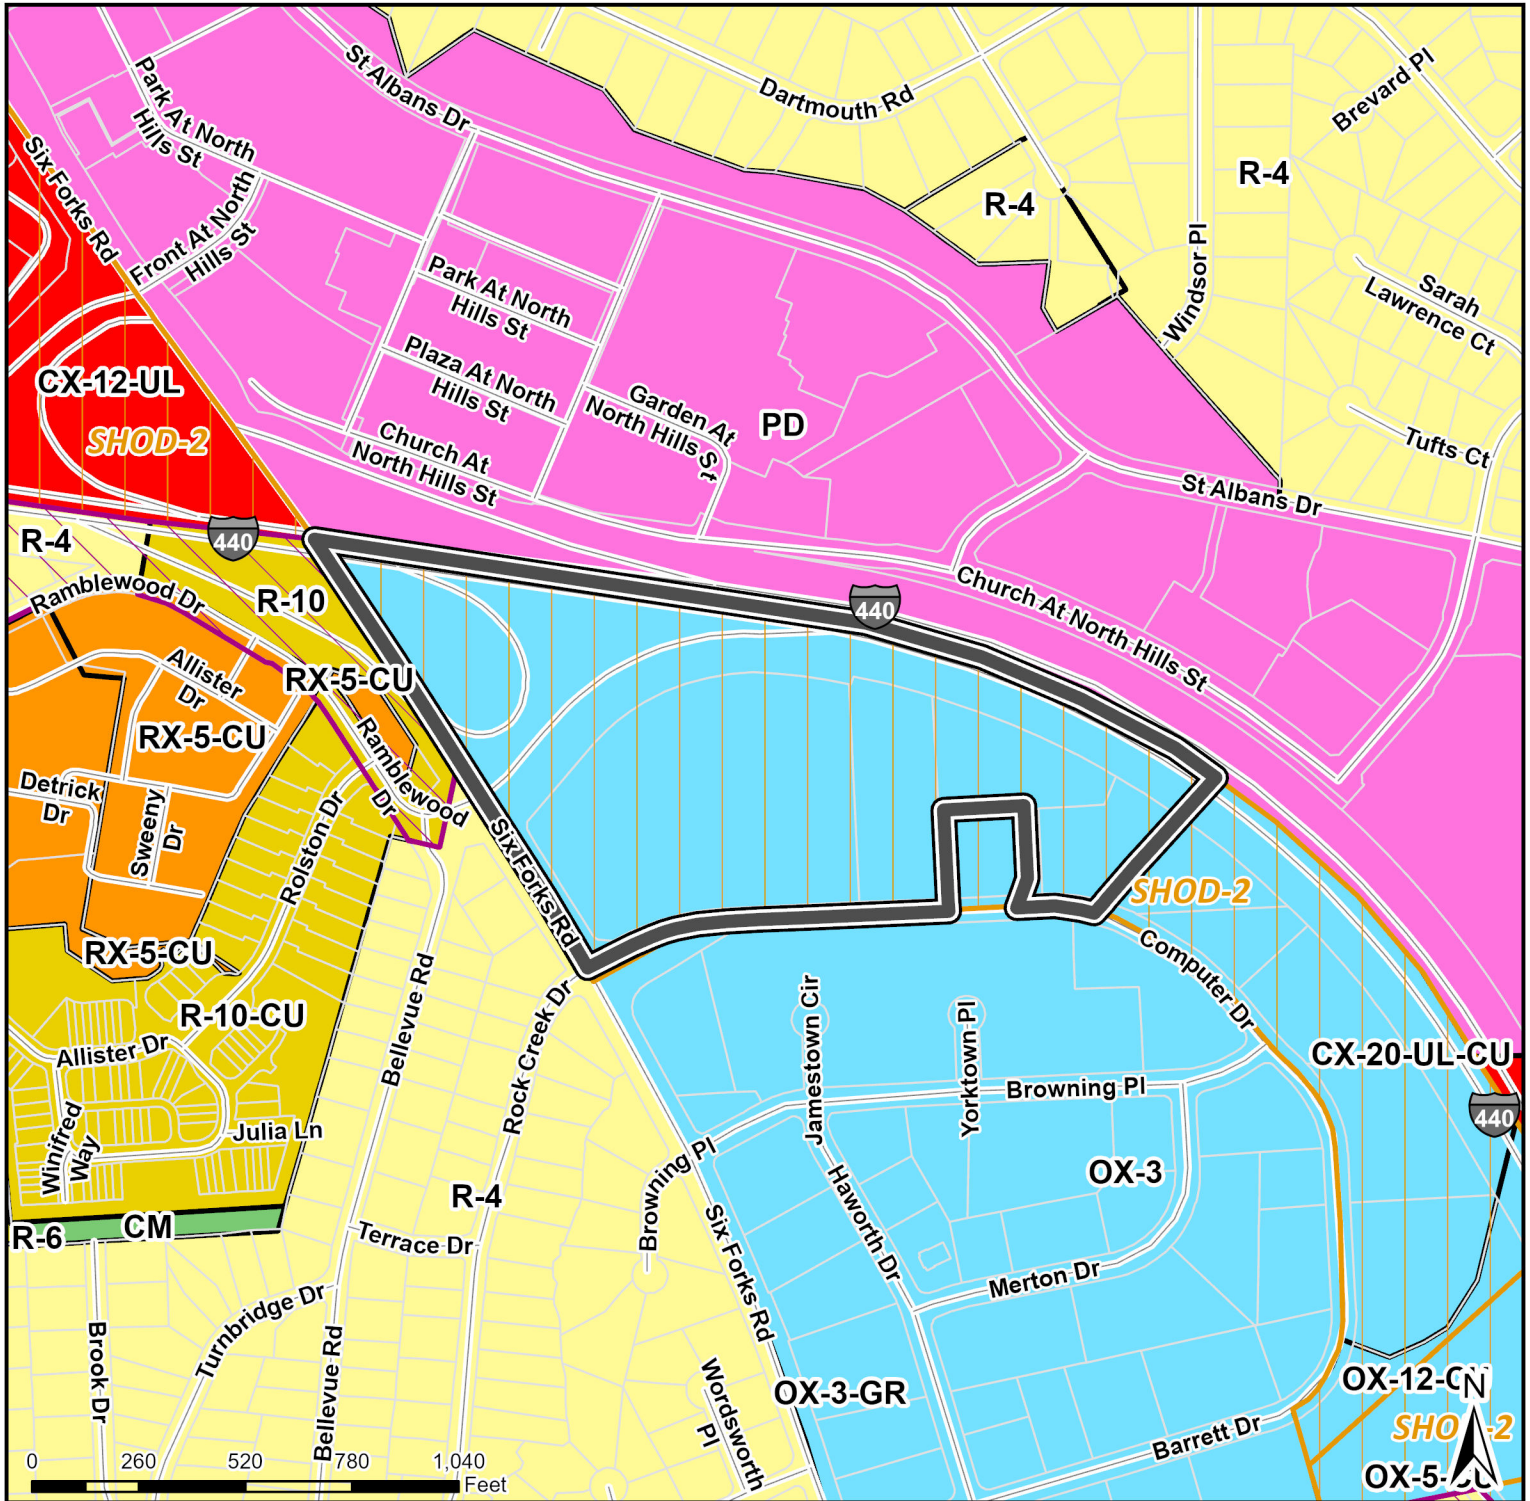 St Albans Dr
Dartmouth Rd
Brevard Pl
Park At North
Hills St
Six Forks Rd
Front At North
Hills St
R-4
R-4
Windsor Pl
Sarah
Lawrence Ct
Park At North
Hills St
Plaza At North
Hills St
Garden At
North Hills St
PD
CX-12-UL
SHOD-2
Church At
North Hills St
Tufts Ct
St Albans Dr
R-4
440
Ramblewood Dr
R-10
440
Church At North Hills St
Allister
Dr
RX-5-CU
RX-5-CU
Ramblewood
Dr
Detrick
Dr
Sweeny
Dr
Rolston Dr
Six Forks Rd
SHOD-2
RX-5-CU
Computer Dr
R-10-CU
Bellevue Rd
Jamestown Cir
Yorktown Pl
Rock Creek Dr
Allister Dr
CX-20-UL-CU
Browning Pl
440
Julia Ln
Winifred
Way
Browning Pl
OX-3
R-4
Haworth Dr
CM
R-6
Terrace Dr
Six Forks Rd
Merton Dr
Turnbridge Dr
Brook Dr
Bellevue Rd
Wordsworth
Pl
OX-3-GR
N
SHOD-2
Barrett Dr
0 260 520 780 1,040
Feet